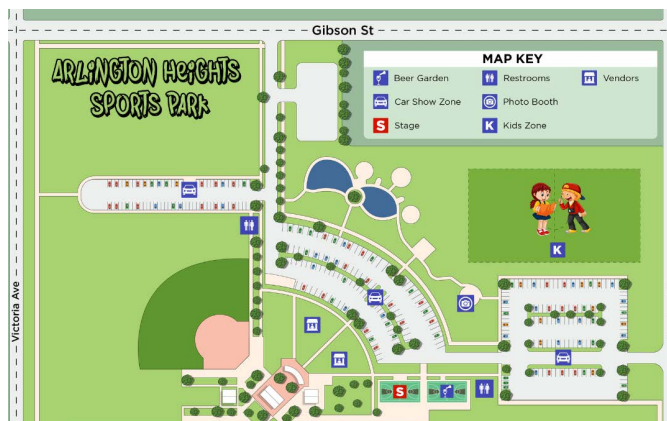 Gibson St
ARLINGTON HEIGHTS
SPORTS PARK
MAP KEY
Beer Garden
Restrooms
Vendors
Car Show Zone
Photo Booth
S Stage
K Kids Zone
K
Victoria Ave
S